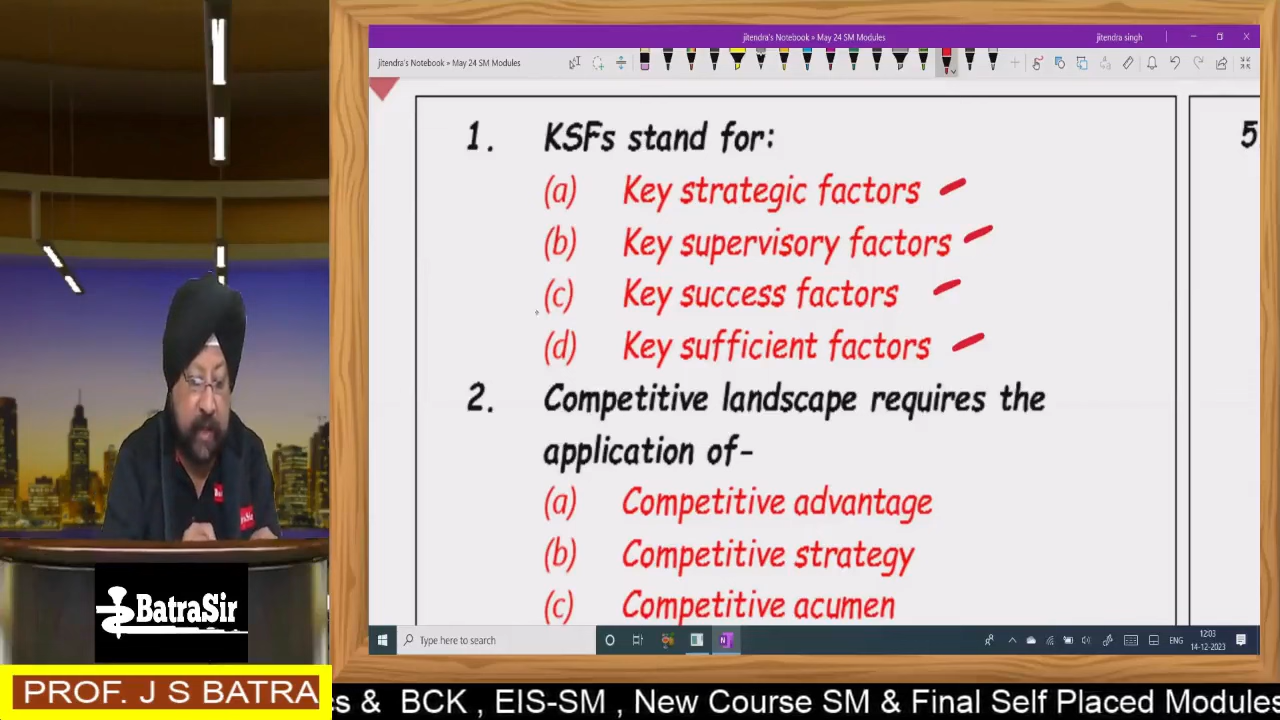 jitendra's Notebook » May 24 SM Modules
jitendra singh
jitendra's Notebook » May 24 SM Modules
1. KSFs stand for:
(a) Key strategic factors
(b) Key supervisory factors
(c) Key success factors
(d) Key sufficient factors
2. Competitive landscape requires the
application of-
(a) Competitive advantage
(b) Competitive strategy
(c) Competitive acumen
5
BatraSir
Type here to search
ENG
12:03
14-12-2023
PROF. J S BATRA
s & BCK , EIS-SM , New Course SM & Final Self Placed Modules